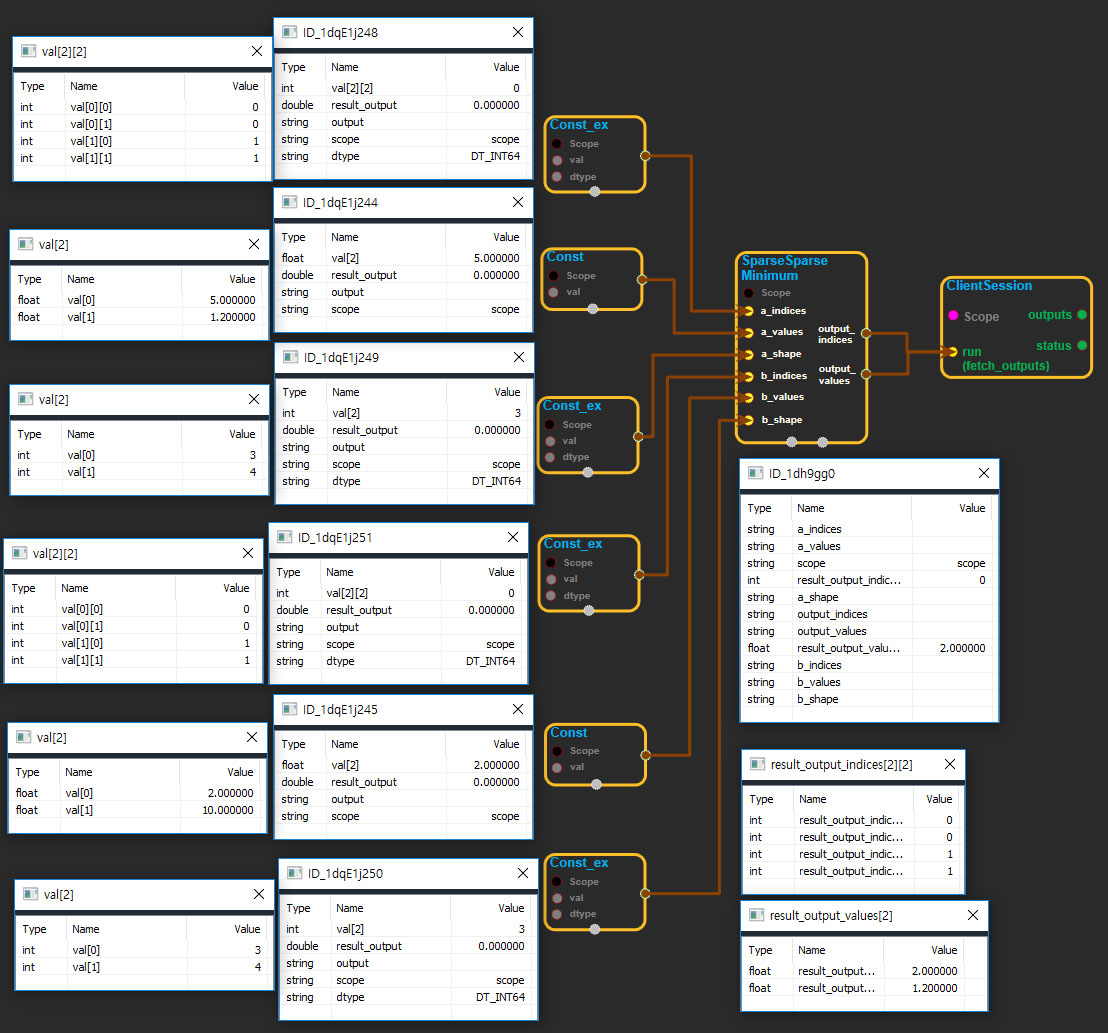 val[2][2]
Type Name Value
int val[0][0] 0
int val[0][1] 0
int val[1][0] 1
int val[1][1] 1
ID_1dqE1j248
Type Name Value
int val[2][2] 0
double result_output 0.000000
string output
string scope scope
string dtype DT_INT64
Const_ex
Scope
val
dtype
val[2]
Type Name Value
float val[0] 5.000000
float val[1] 1.200000
ID_1dqE1j244
Type Name Value
float val[2] 5.000000
double result_output 0.000000
string output
string scope scope
Const
Scope
val
val[2]
Type Name Value
int val[0] 3
int val[1] 4
ID_1dqE1j249
Type Name Value
int val[2] 3
double result_output 0.000000
string output
string scope scope
string dtype DT_INT64
Const_ex
Scope
val
dtype
val[2][2]
Type Name Value
int val[0][0] 0
int val[0][1] 0
int val[1][0] 1
int val[1][1] 1
ID_1dqE1j251
Type Name Value
int val[2][2] 0
double result_output 0.000000
string output
string scope scope
string dtype DT_INT64
Const_ex
Scope
val
dtype
val[2]
Type Name Value
float val[0] 2.000000
float val[1] 10.000000
ID_1dqE1j245
Type Name Value
float val[2] 2.000000
double result_output 0.000000
string output
string scope scope
Const
Scope
val
val[2]
Type Name Value
int val[0] 3
int val[1] 4
ID_1dqE1j250
Type Name Value
int val[2] 3
double result_output 0.000000
string output
string scope scope
string dtype DT_INT64
Const_ex
Scope
val
dtype
SparseSparse
Minimum
Scope
a_indices
a_values
a_shape
b_indices
b_values
b_shape
output_
indices
output_
values
ClientSession
Scope
run
(fetch_outputs)
outputs
status
ID_1dh9gg0
Type Name Value
string a_indices
string a_values
string scope scope
int result_output_indic... 0
string a_shape
string output_indices
string output_values
float result_output_valu... 2.000000
string b_indices
string b_values
string b_shape
result_output_indices[2][2]
Type Name Value
int result_output_indic... 0
int result_output_indic... 0
int result_output_indic... 1
int result_output_indic... 1
result_output_values[2]
Type Name Value
float result_output... 2.000000
float result_output... 1.200000